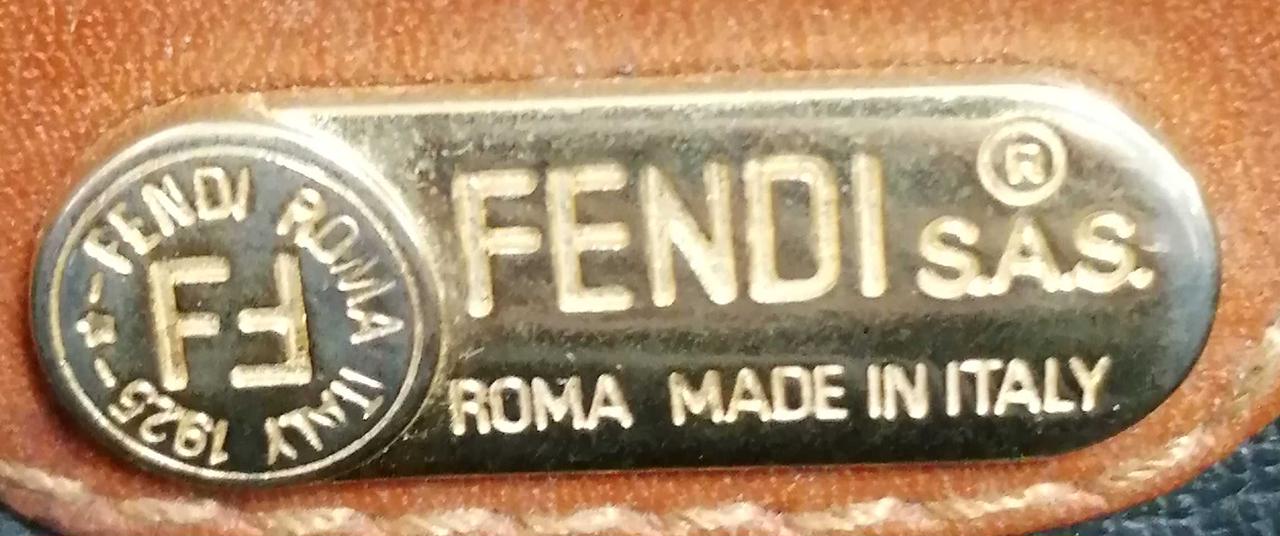 FENDI ROMA ITALY 1925
FF
FENDI S.A.S.®
ROMA MADE IN ITALY